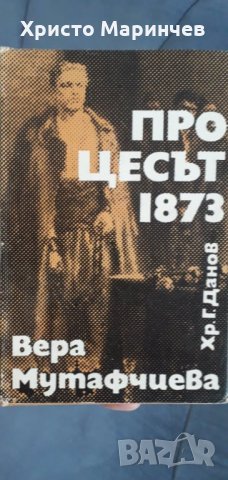 Христо Маринчев
ПРО
ЦЕСЪТ
1873
Хр. Г. Данов
Вера
Мутафчиева
BAZAR